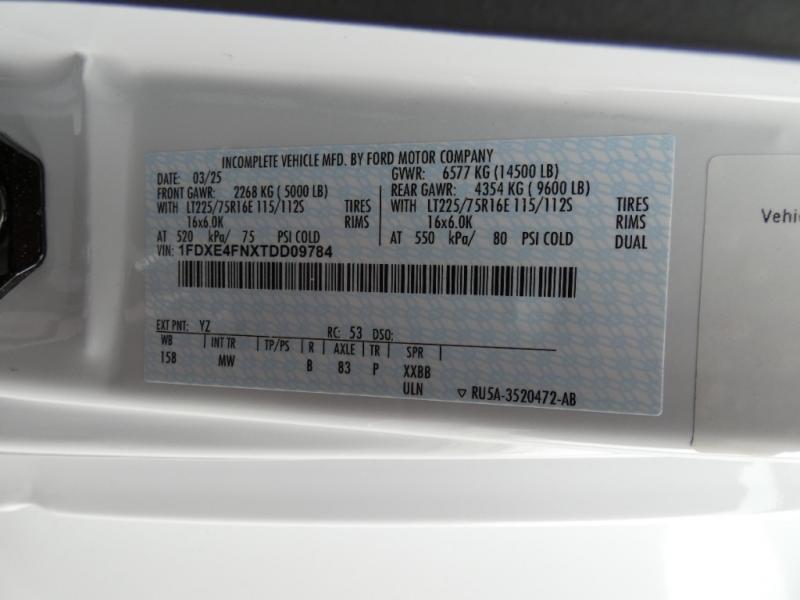 INCOMPLETE VEHICLE MFD. BY FORD MOTOR COMPANY
DATE: 03/25 GVWR: 6577 KG (14500 LB)
FRONT GAWR: 2268 KG ( 5000 LB) REAR GAWR: 4354 KG ( 9600 LB)
WITH LT225/75R16E 115/112S TIRES WITH LT225/75R16E 115/112S TIRES
16x6.0K RIMS 16x6.0K RIMS
AT 520 kPa/ 75 PSI COLD AT 550 kPa/ 80 PSI COLD DUAL
VIN: 1FDXE4FNXTDD09784
EXT PNT: YZ RC: 53 DSO:
WB INT TR TP/PS R AXLE TR SPR
158 MW B 83 P XXBB
ULN ▽ RU5A-3520472-AB
Vehic